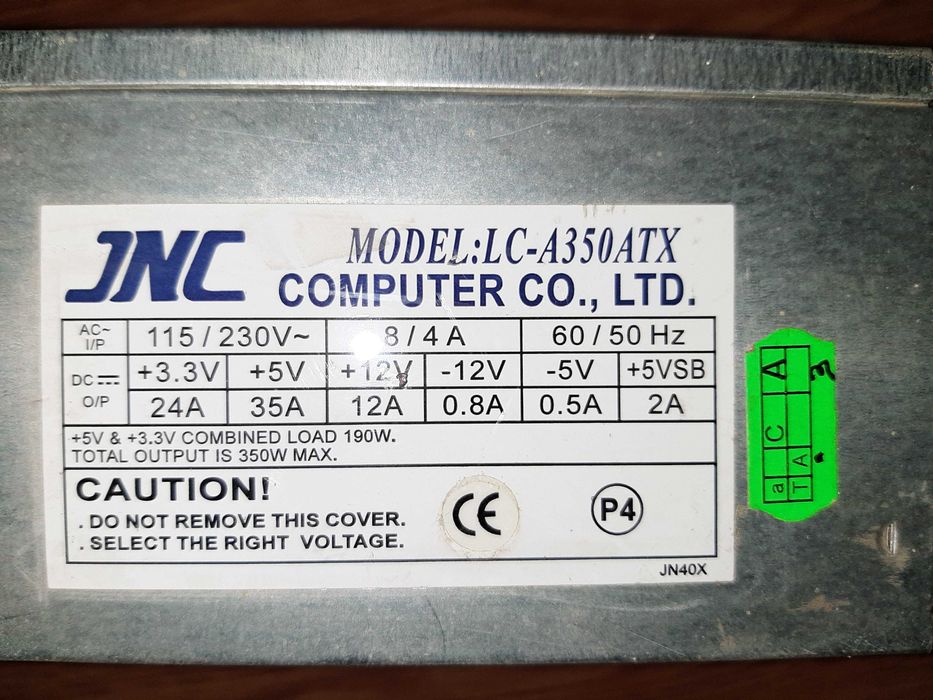 JNC
MODEL:LC-A350ATX
COMPUTER CO., LTD.
AC~ I/P 115 / 230V~ 8 / 4 A 60 / 50 Hz
DC O/P +3.3V +5V +12V -12V -5V +5VSB
24A 35A 12A 0.8A 0.5A 2A
+5V & +3.3V COMBINED LOAD 190W.
TOTAL OUTPUT IS 350W MAX.
CAUTION!
. DO NOT REMOVE THIS COVER.
. SELECT THE RIGHT VOLTAGE.
CE
P4
JN40X
a C A
T A 3